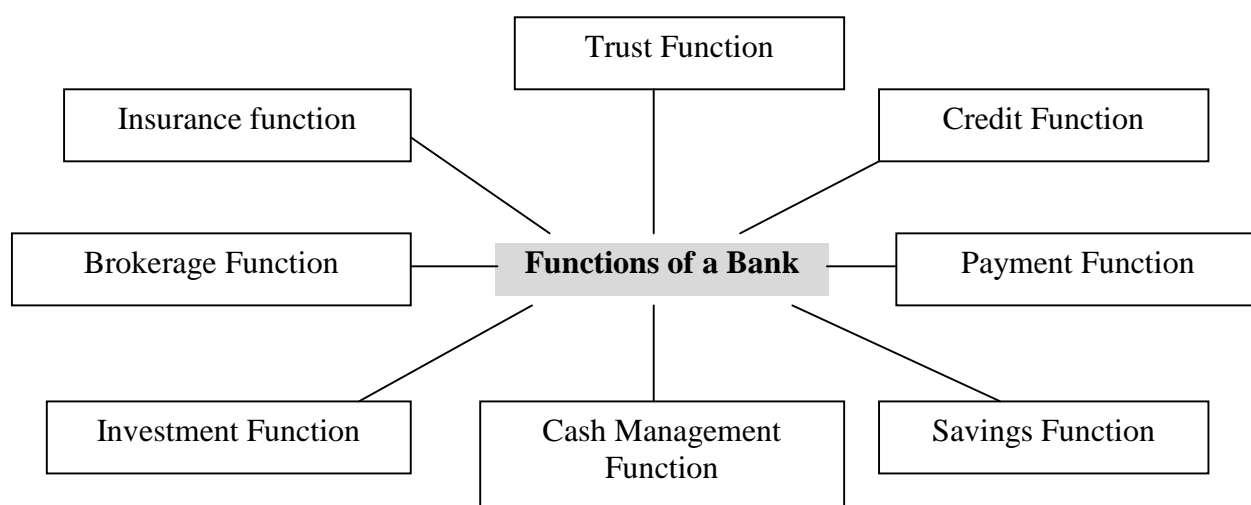 Trust Function
Insurance function
Credit Function
Brokerage Function
Functions of a Bank
Payment Function
Investment Function
Cash Management
Function
Savings Function